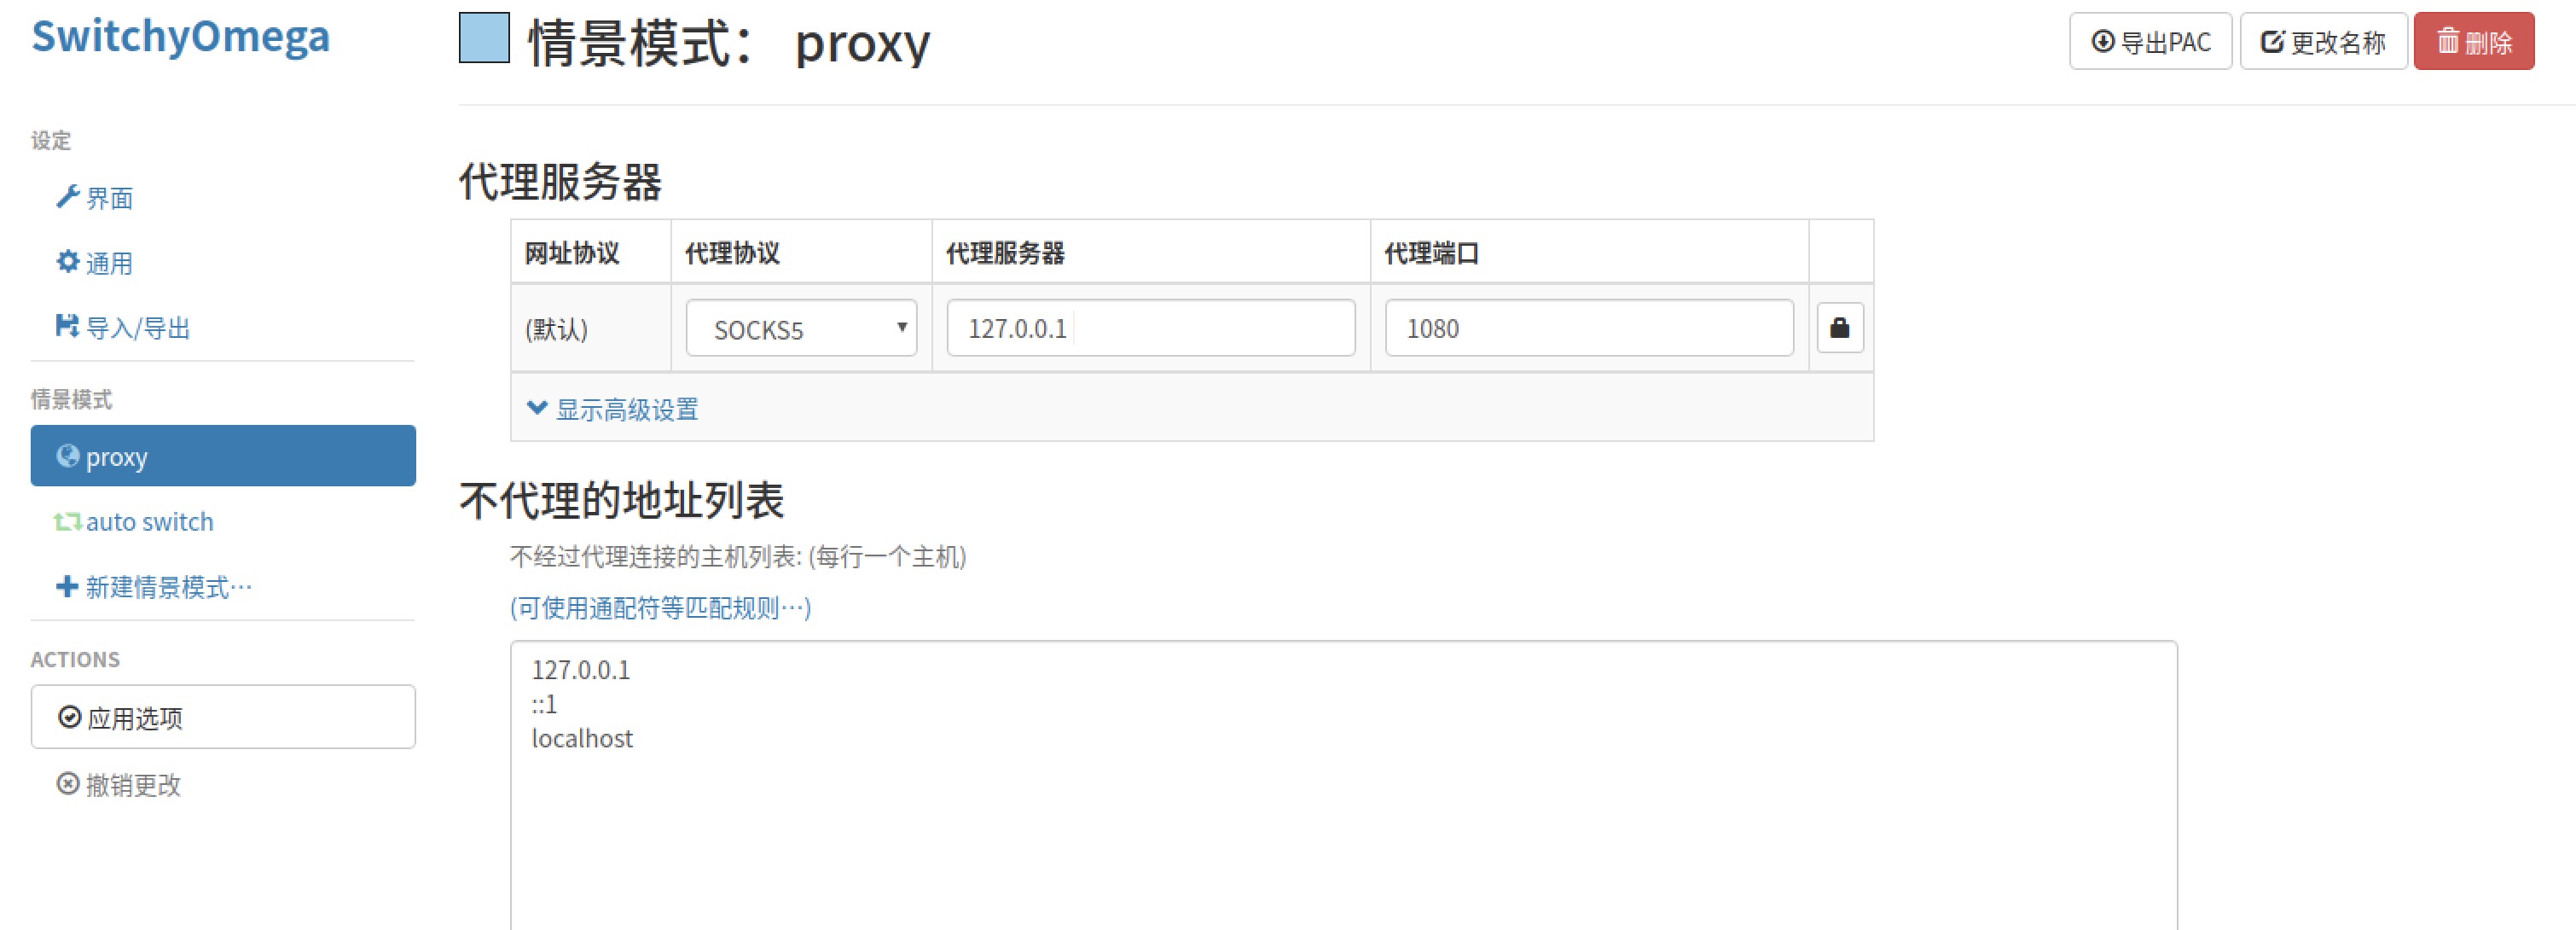 SwitchyOmega
设定
界面
通用
导入/导出
情景模式
proxy
auto switch
新建情景模式…
ACTIONS
应用选项
撤销更改
情景模式： proxy
导出PAC
更改名称
删除
代理服务器
网址协议 代理协议 代理服务器 代理端口
(默认) SOCKS5 127.0.0.1 1080
显示高级设置
不代理的地址列表
不经过代理连接的主机列表: (每行一个主机)
(可使用通配符等匹配规则…)
127.0.0.1
::1
localhost